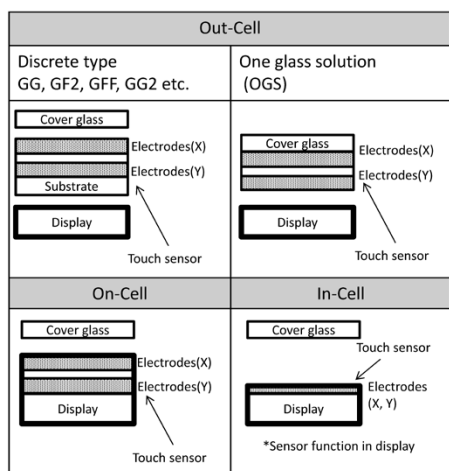 Out-Cell
Discrete type
GG, GF2, GFF, GG2 etc.
Cover glass
Electrodes(X)
Electrodes(Y)
Substrate
Display
Touch sensor
One glass solution
(OGS)
Cover glass
Electrodes(X)
Electrodes(Y)
Display
Touch sensor
On-Cell
Cover glass
Electrodes(X)
Electrodes(Y)
Display
Touch sensor
In-Cell
Cover glass
Touch sensor
Electrodes
(X, Y)
Display
*Sensor function in display